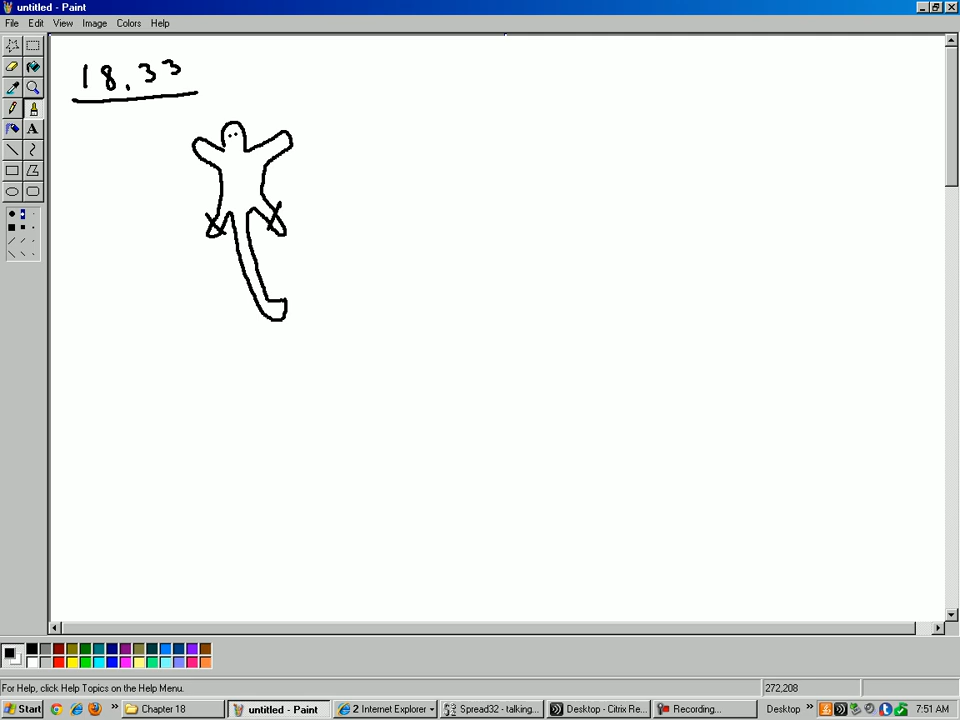 untitled - Paint
File Edit View Image Colors Help
18.33
A
For Help, click Help Topics on the Help Menu.
272,208
Start
»
Chapter 18
untitled - Paint
2 Internet Explorer
Spread32 - talking...
Desktop - Citrix Re...
Recording...
Desktop »
7:51 AM